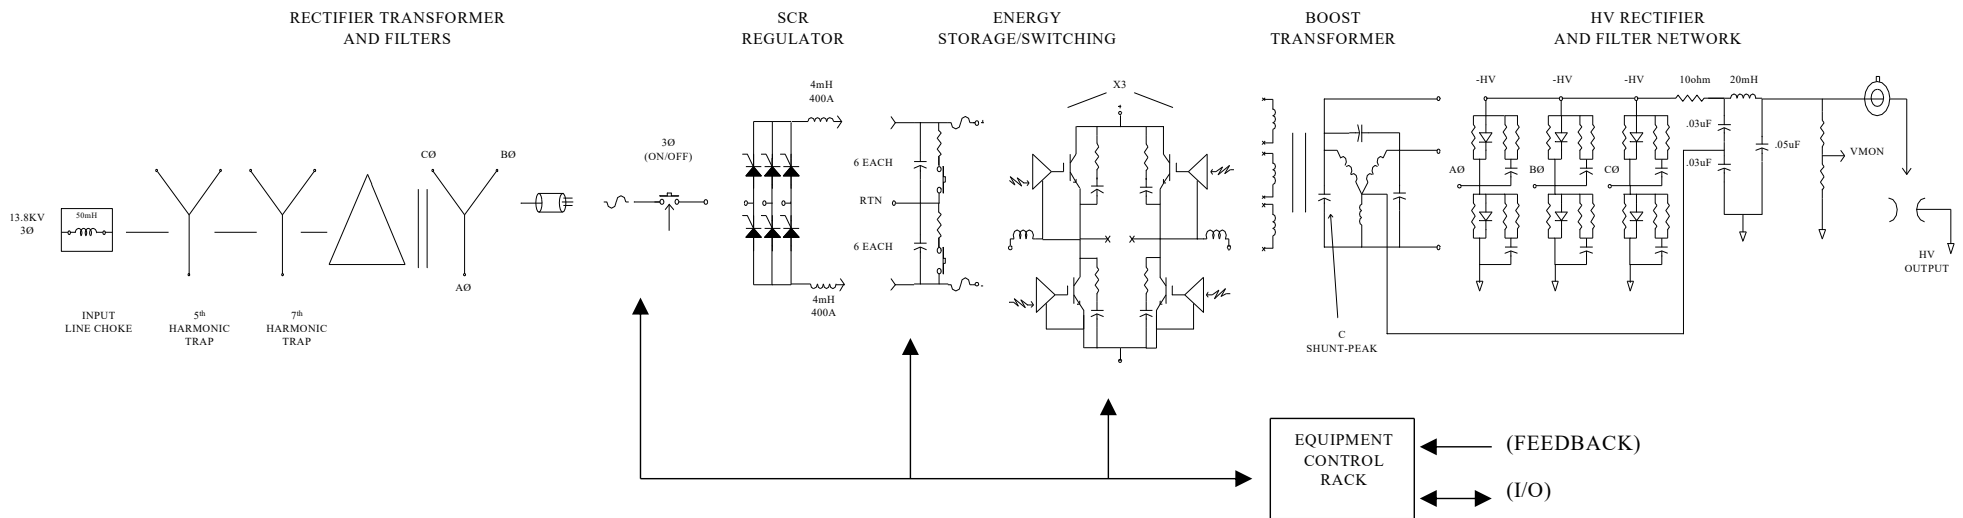 RECTIFIER TRANSFORMER
AND FILTERS
SCR
REGULATOR
ENERGY
STORAGE/SWITCHING
BOOST
TRANSFORMER
HV RECTIFIER
AND FILTER NETWORK
13.8KV
3Ø
50mH
INPUT
LINE CHOKE
5th
HARMONIC
TRAP
7th
HARMONIC
TRAP
CØ
BØ
AØ
3Ø
(ON/OFF)
4mH
400A
4mH
400A
6 EACH
RTN
6 EACH
+
-
X3
+
-
C
SHUNT-PEAK
-HV
-HV
-HV
10ohm
20mH
AØ
BØ
CØ
.03uF
.03uF
.05uF
VMON
HV
OUTPUT
EQUIPMENT
CONTROL
RACK
(FEEDBACK)
(I/O)